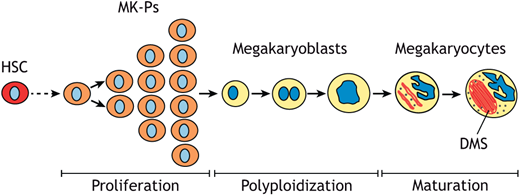 MK-Ps
HSC
Megakaryoblasts
Megakaryocytes
DMS
Proliferation
Polyploidization
Maturation